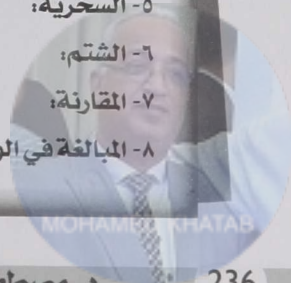 ٥- السخرية:
٦- الشتم:
٧- المقارنة:
٨- المبالغة في
MOHAMED KHATAB
236